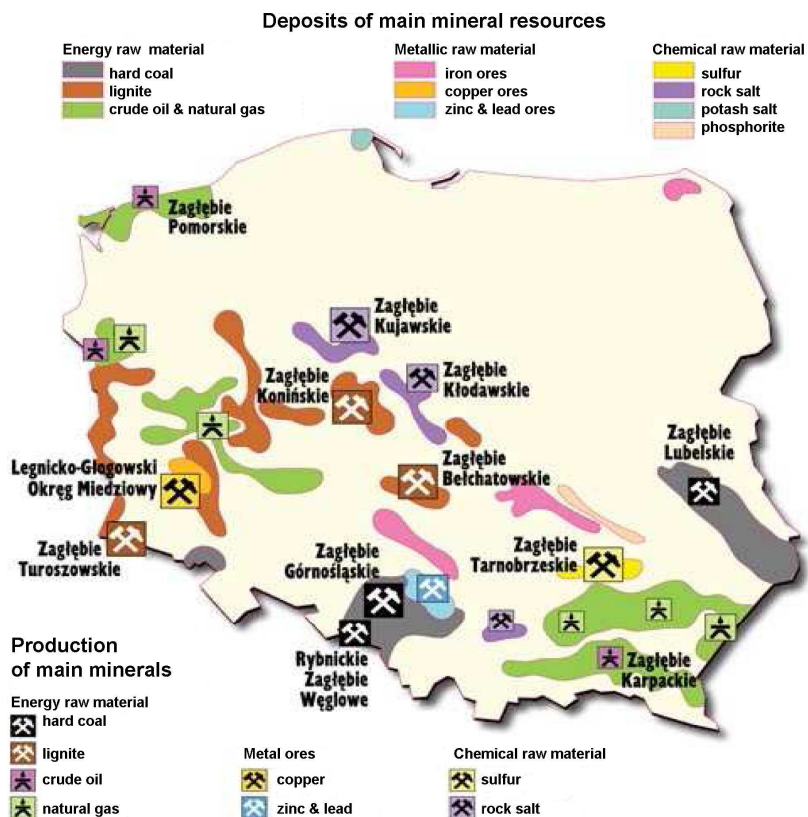 Deposits of main mineral resources
Energy raw material
hard coal
lignite
crude oil & natural gas
Metallic raw material
iron ores
copper ores
zinc & lead ores
Chemical raw material
sulfur
rock salt
potash salt
phosphorite
Zagłębie
Pomorskie
Zagłębie
Kujawskie
Zagłębie
Konińskie
Zagłębie
Kłodawskie
Legnicko-Głogowski
Okręg Miedziowy
Zagłębie
Bełchatowskie
Zagłębie
Lubelskie
Zagłębie
Turoszowskie
Zagłębie
Górnośląskie
Zagłębie
Tarnobrzeskie
Rybnickie
Zagłębie
Węglowe
Zagłębie
Karpackie
Production
of main minerals
Energy raw material
hard coal
lignite
crude oil
natural gas
Metal ores
copper
zinc & lead
Chemical raw material
sulfur
rock salt